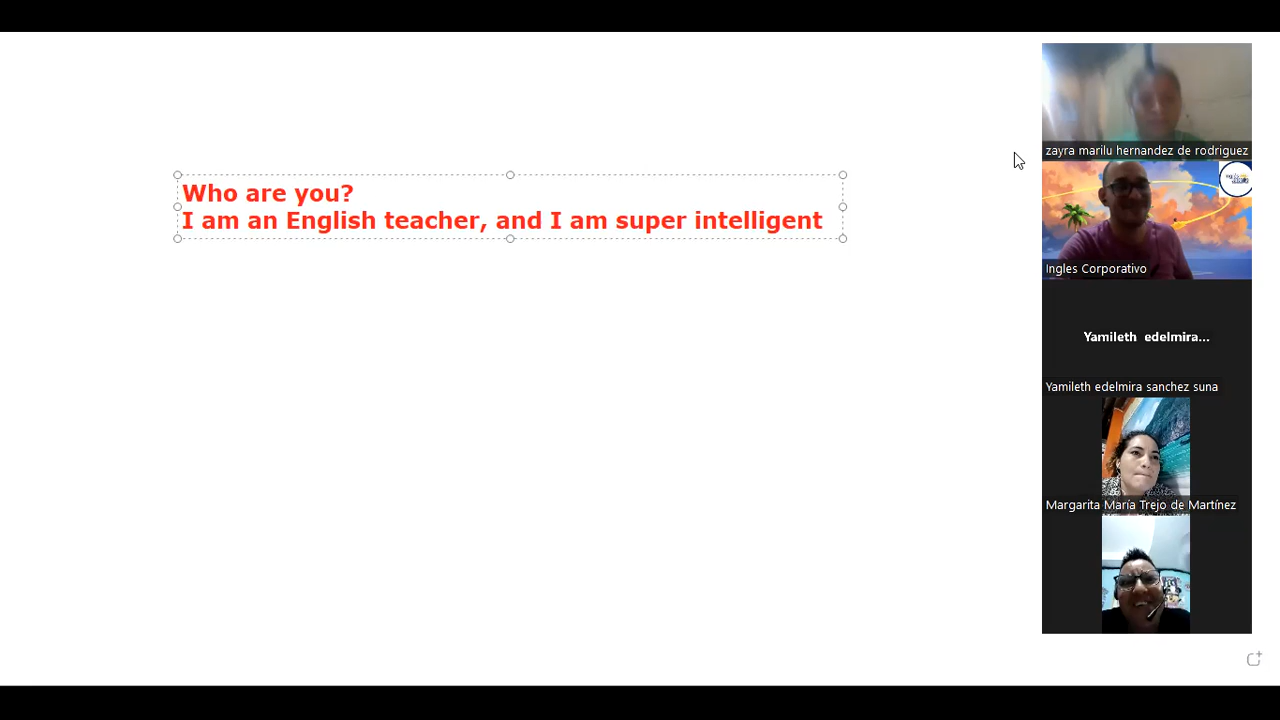 Who are you?
I am an English teacher, and I am super intelligent
zayra marilu hernandez de rodriguez
Ingles Corporativo
Yamileth edelmira...
Yamileth edelmira sanchez suna
Margarita María Trejo de Martínez